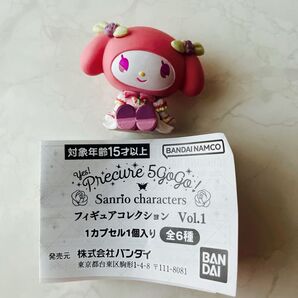 対象年齢15才以上
BANDAI NAMCO
Yes!
Precure 5GoGo!
Sanrio characters
フィギュアコレクション Vol.1
1カプセル1個入り 全6種
発売元 株式会社バンダイ
東京都台東区駒形1-4-8 〒111-8081
BAN
DAI